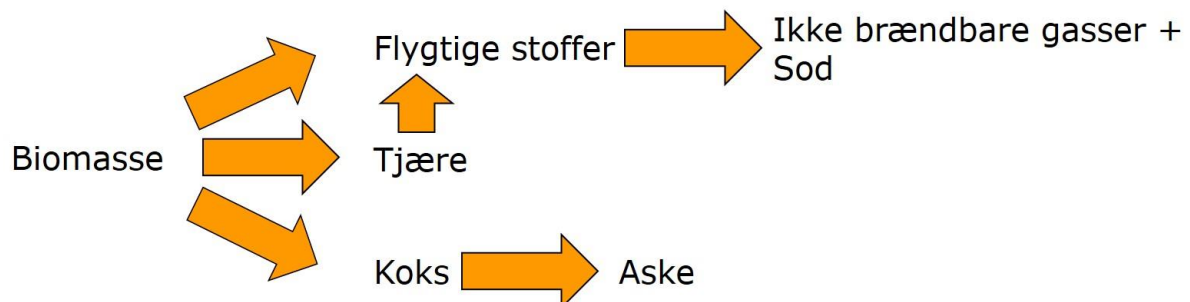 Flygtige stoffer
Ikke brændbare gasser +
Sod
Biomasse
Tjære
Koks
Aske